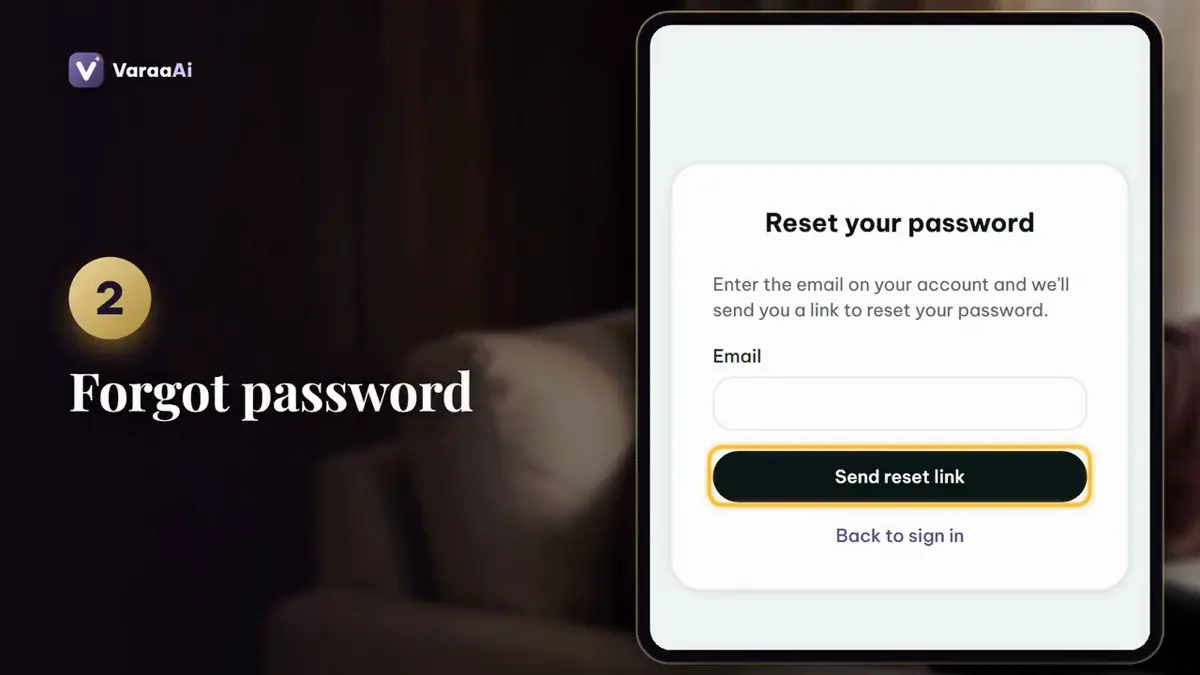 VaraaAi
2
Forgot password
Reset your password
Enter the email on your account and we'll
send you a link to reset your password.
Email
Send reset link
Back to sign in